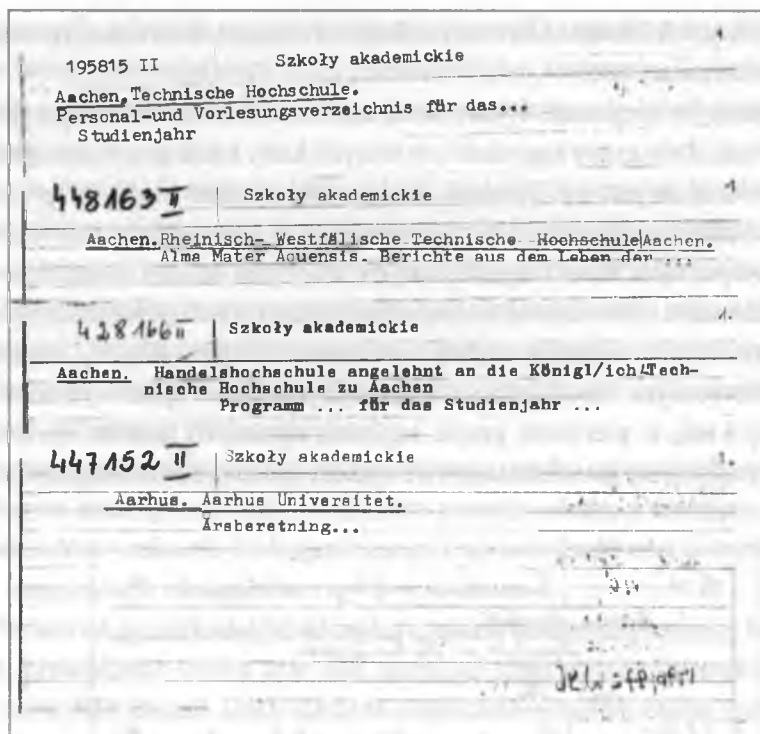 195815 II Szkoły akademickie
Aachen, Technische Hochschule.
Personal-und Vorlesungsverzeichnis für das...
Studienjahr
448163 II Szkoły akademickie 1
Aachen. Rheinisch- Westfälische Technische Hochschule Aachen.
Alma Mater Aquensis. Berichte aus dem Leben der ...
428166 II Szkoły akademickie 1.
Aachen. Handelshochschule angelehnt an die Königl/ich/Tech-
nische Hochschule zu Aachen
Programm ... für das Studienjahr ...
447152 II Szkoły akademickie 1.
Aarhus. Aarhus Universitet.
Årsberetning...